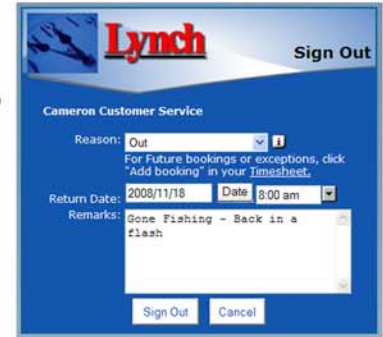 Lynch
Sign Out
Cameron Customer Service
Reason: Out
For Future bookings or exceptions, click
"Add booking" in your Timesheet.
Return Date: 2008/11/18 Date 8:00 am
Remarks: Gone Fishing - Back in a
flash
Sign Out Cancel